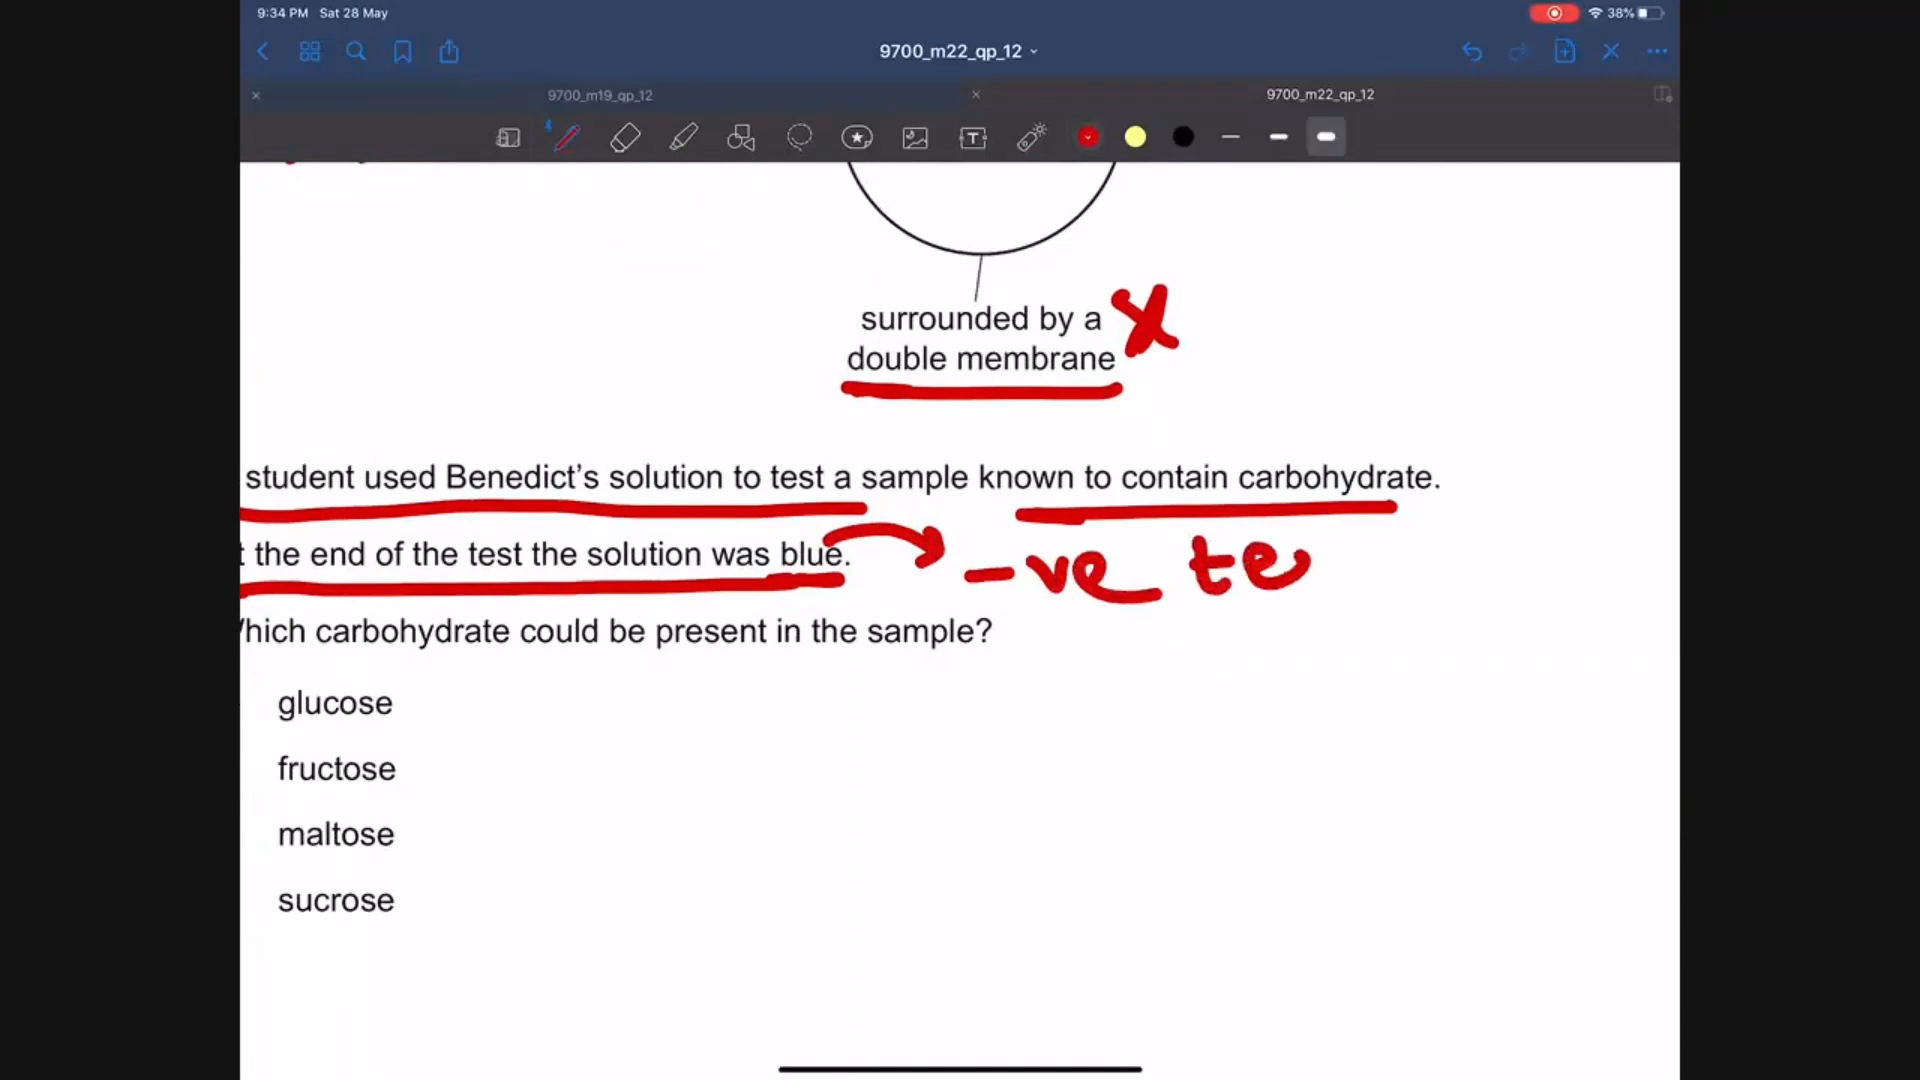 9:34 PM Sat 28 May
38%
9700_m22_qp_12
9700_m19_qp_12
9700_m22_qp_12
T
surrounded by a
double membrane
student used Benedict's solution to test a sample known to contain carbohydrate.
t the end of the test the solution was blue.
-ve te
Which carbohydrate could be present in the sample?
glucose
fructose
maltose
sucrose